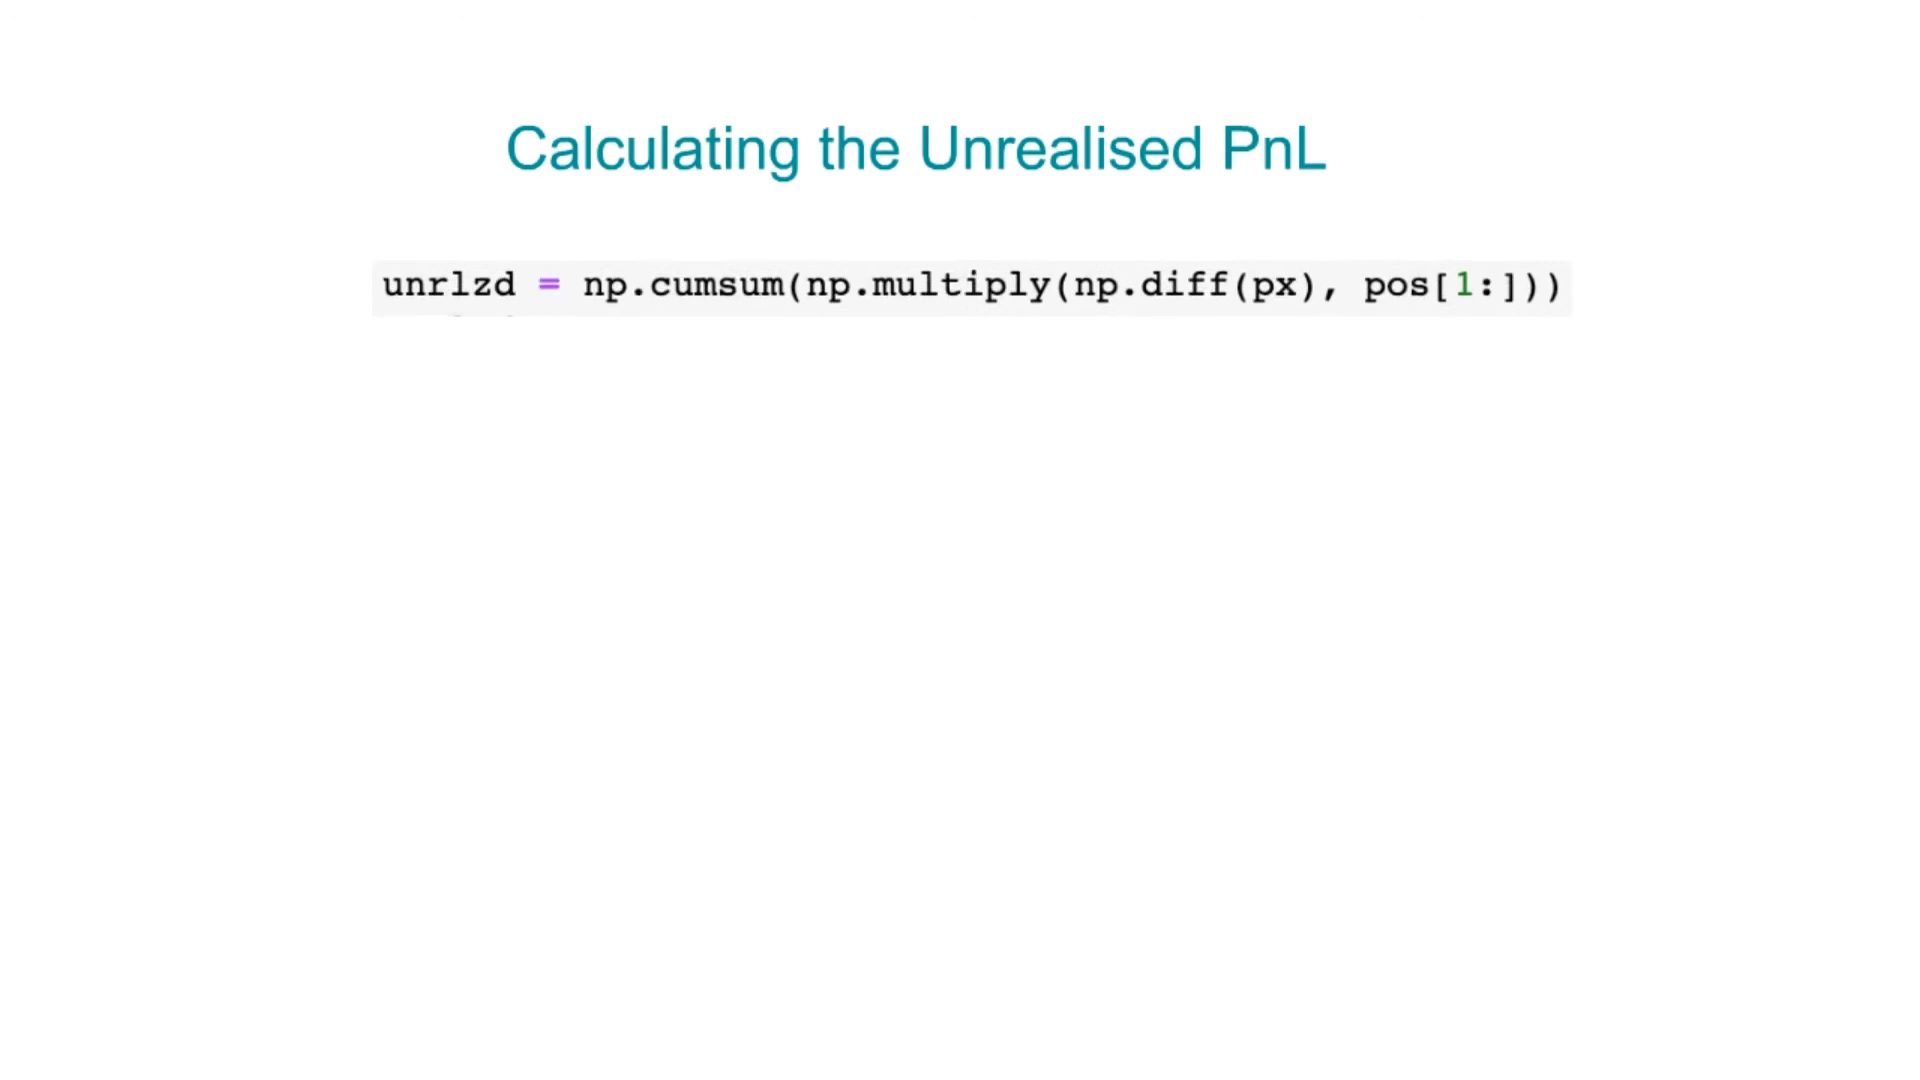 Calculating the Unrealised PnL
unrlzd = np.cumsum(np.multiply(np.diff(px), pos[1:]))